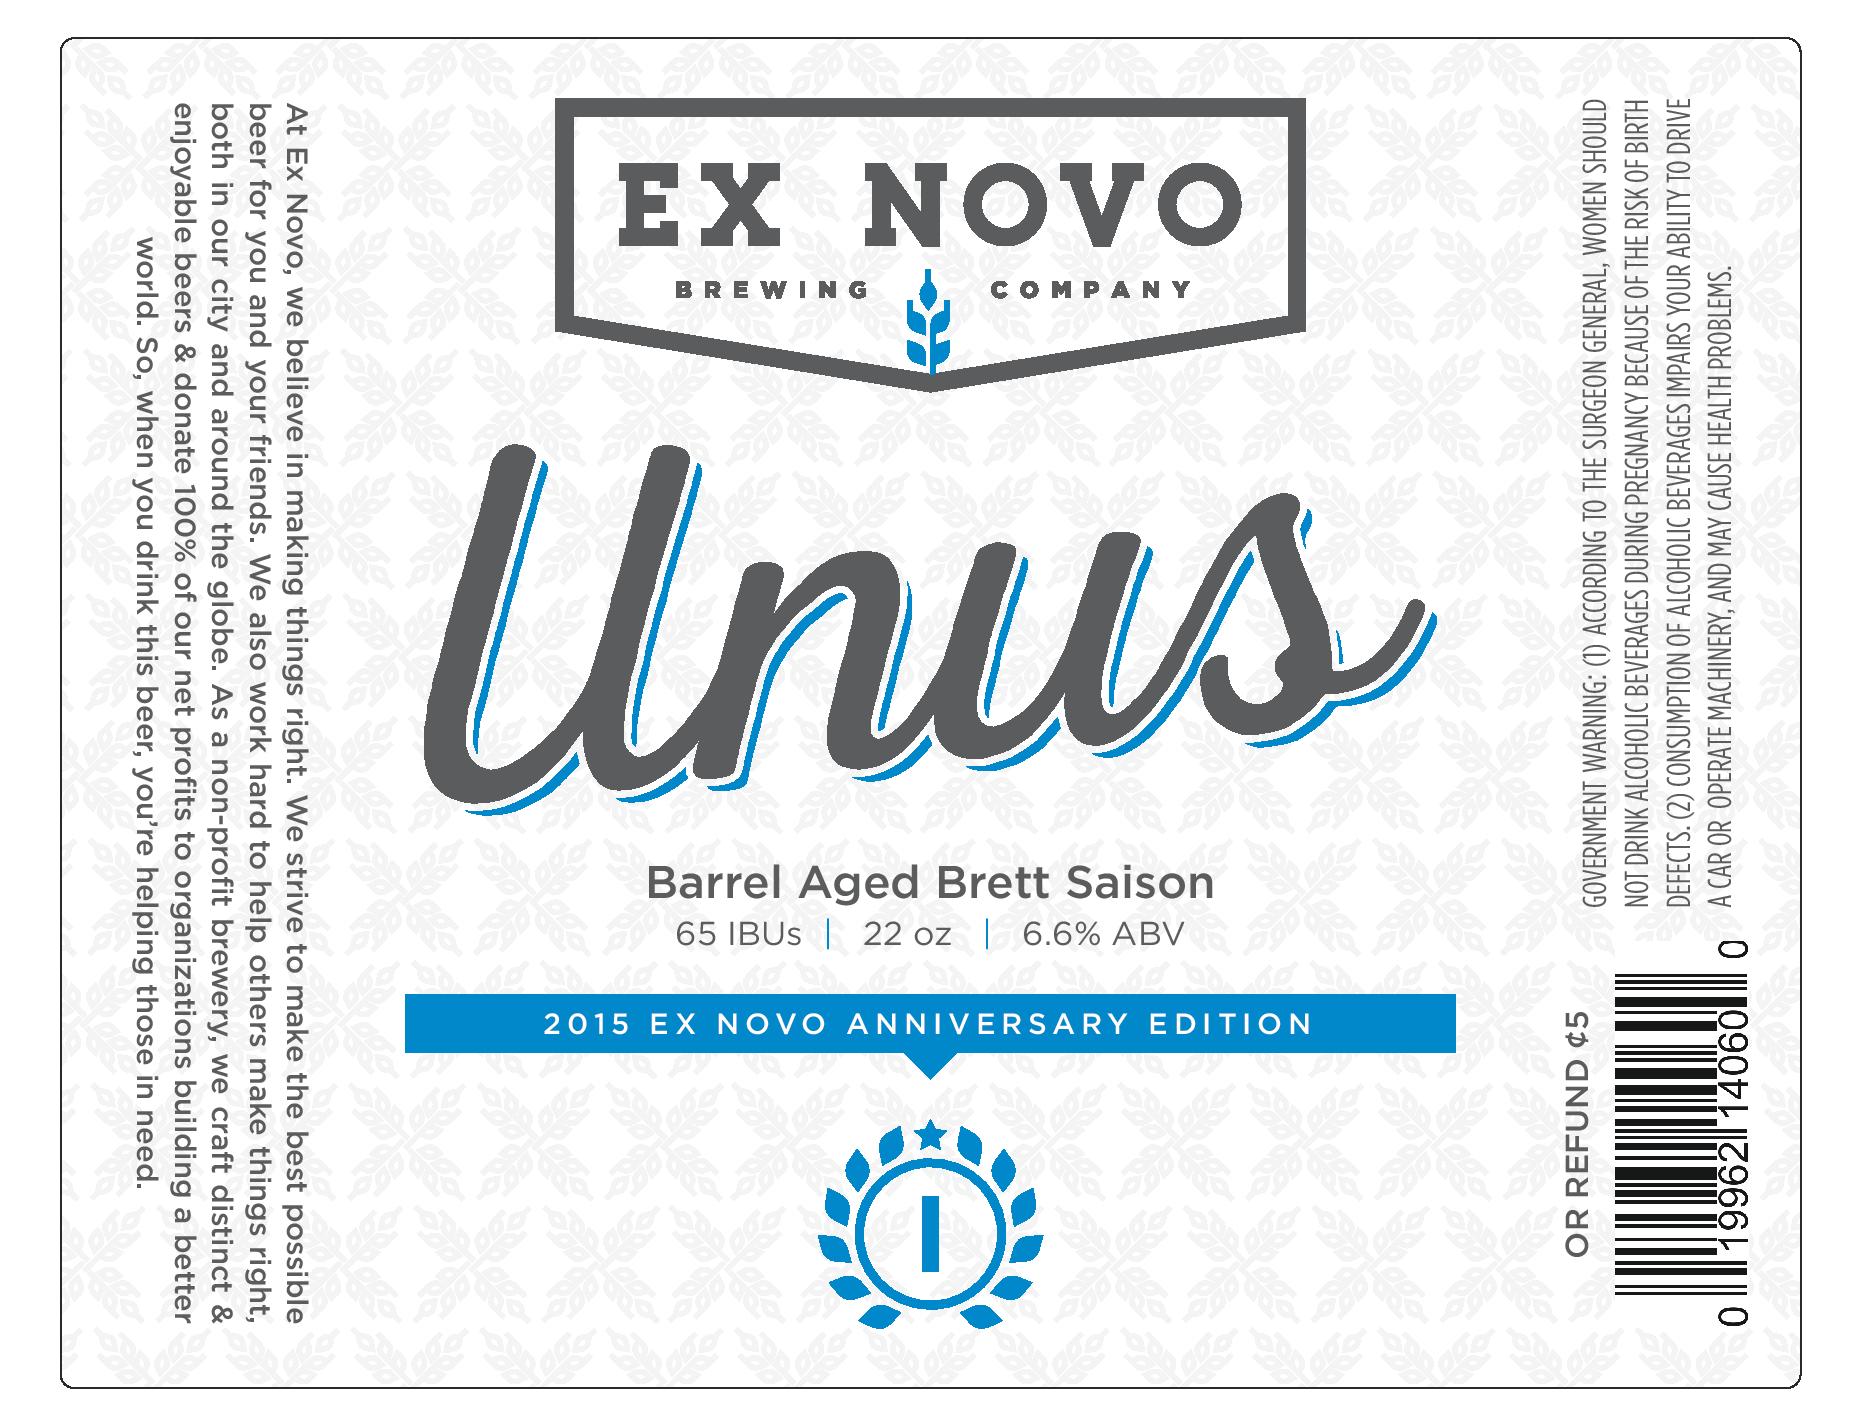 EX NOVO
BREWING COMPANY
Unus
Barrel Aged Brett Saison
65 IBUs | 22 oz | 6.6% ABV
2015 EX NOVO ANNIVERSARY EDITION
I
At Ex Novo, we believe in making things right. We strive to make the best possible
beer for you and your friends. We also work hard to help others make things right,
both in our city and around the globe. As a non-profit brewery, we craft distinct &
enjoyable beers & donate 100% of our net profits to organizations building a better
world. So, when you drink this beer, you're helping those in need.
GOVERNMENT WARNING: (1) ACCORDING TO THE SURGEON GENERAL, WOMEN SHOULD
NOT DRINK ALCOHOLIC BEVERAGES DURING PREGNANCY BECAUSE OF THE RISK OF BIRTH
DEFECTS. (2) CONSUMPTION OF ALCOHOLIC BEVERAGES IMPAIRS YOUR ABILITY TO DRIVE
A CAR OR OPERATE MACHINERY, AND MAY CAUSE HEALTH PROBLEMS.
OR REFUND ¢5
0 19962 14060 0